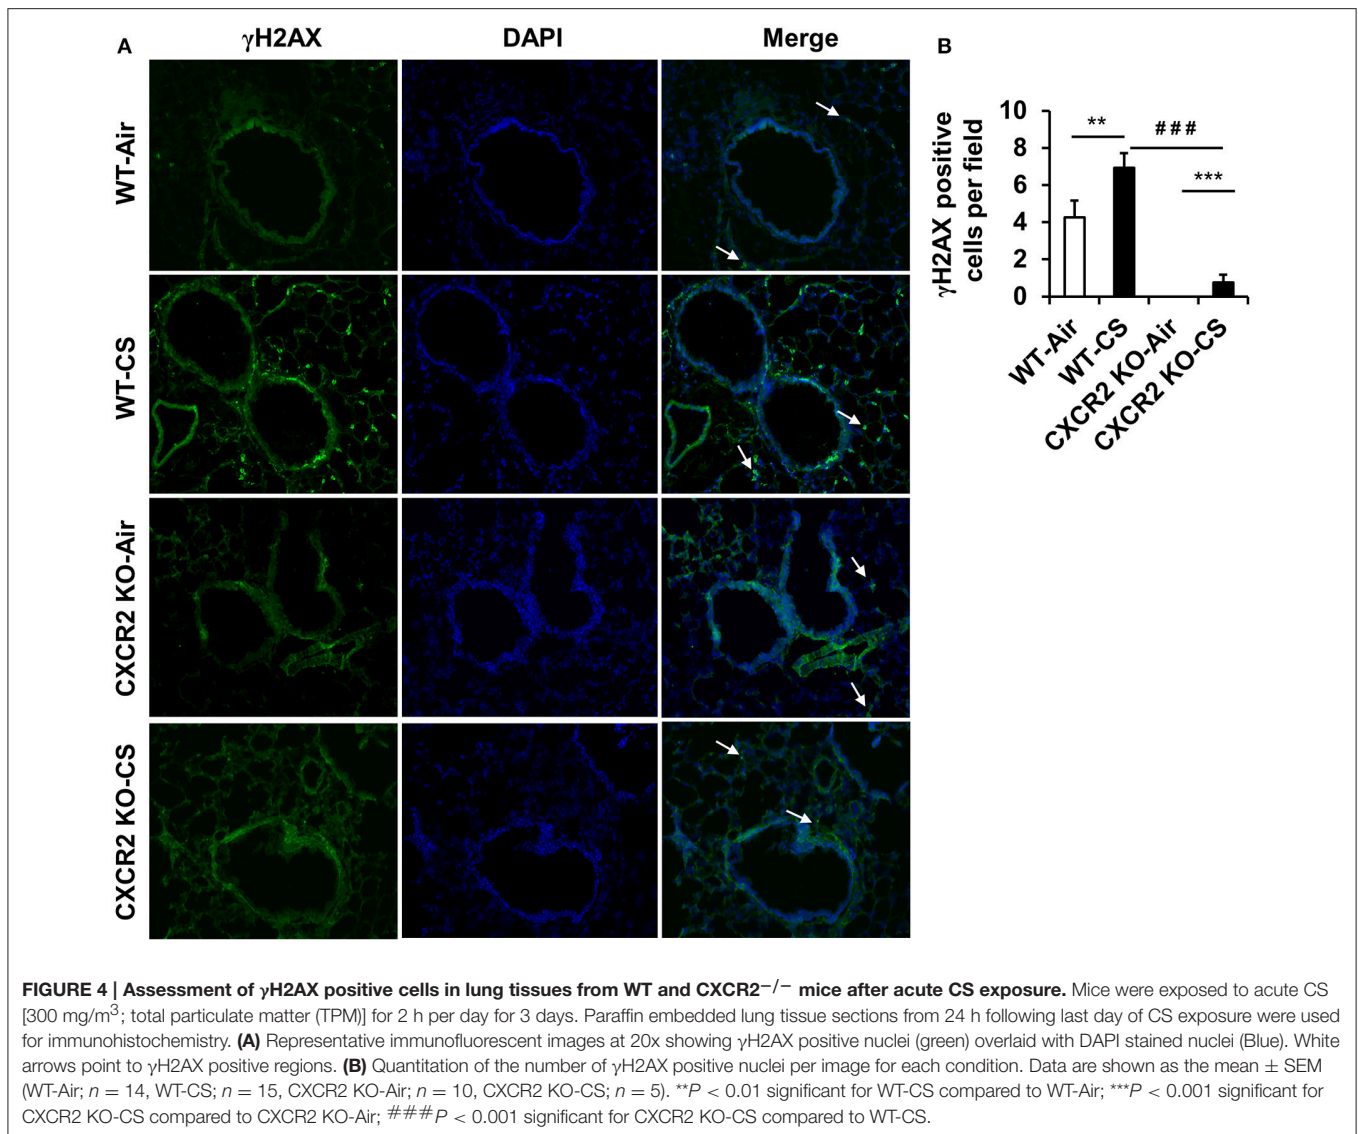 A
γH2AX
DAPI
Merge
WT-Air
WT-CS
CXCR2 KO-Air
CXCR2 KO-CS
B
γH2AX positive
cells per field
10
8
6
4
2
0
**
###
***
WT-Air
WT-CS
CXCR2 KO-Air
CXCR2 KO-CS
FIGURE 4 | Assessment of γH2AX positive cells in lung tissues from WT and CXCR2−/− mice after acute CS exposure. Mice were exposed to acute CS
[300 mg/m³; total particulate matter (TPM)] for 2 h per day for 3 days. Paraffin embedded lung tissue sections from 24 h following last day of CS exposure were used
for immunohistochemistry. (A) Representative immunofluorescent images at 20x showing γH2AX positive nuclei (green) overlaid with DAPI stained nuclei (Blue). White
arrows point to γH2AX positive regions. (B) Quantitation of the number of γH2AX positive nuclei per image for each condition. Data are shown as the mean ± SEM
(WT-Air; n = 14, WT-CS; n = 15, CXCR2 KO-Air; n = 10, CXCR2 KO-CS; n = 5). **P < 0.01 significant for WT-CS compared to WT-Air; ***P < 0.001 significant for
CXCR2 KO-CS compared to CXCR2 KO-Air; ###P < 0.001 significant for CXCR2 KO-CS compared to WT-CS.